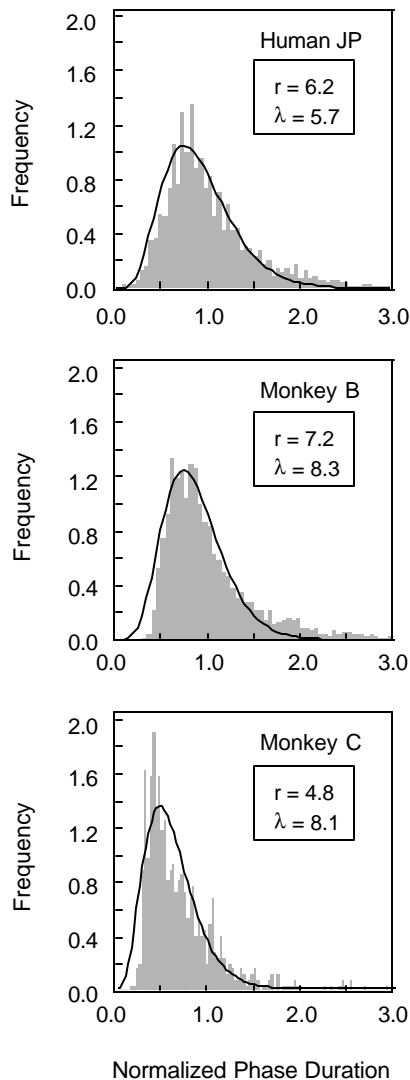 2.0
Human JP
1.6
r = 6.2
λ = 5.7
1.2
Frequency
0.8
0.4
0.0
0.0 1.0 2.0 3.0
2.0
Monkey B
1.6
r = 7.2
λ = 8.3
1.2
Frequency
0.8
0.4
0.0
0.0 1.0 2.0 3.0
2.0
Monkey C
1.6
r = 4.8
λ = 8.1
1.2
Frequency
0.8
0.4
0.0
0.0 1.0 2.0 3.0
Normalized Phase Duration